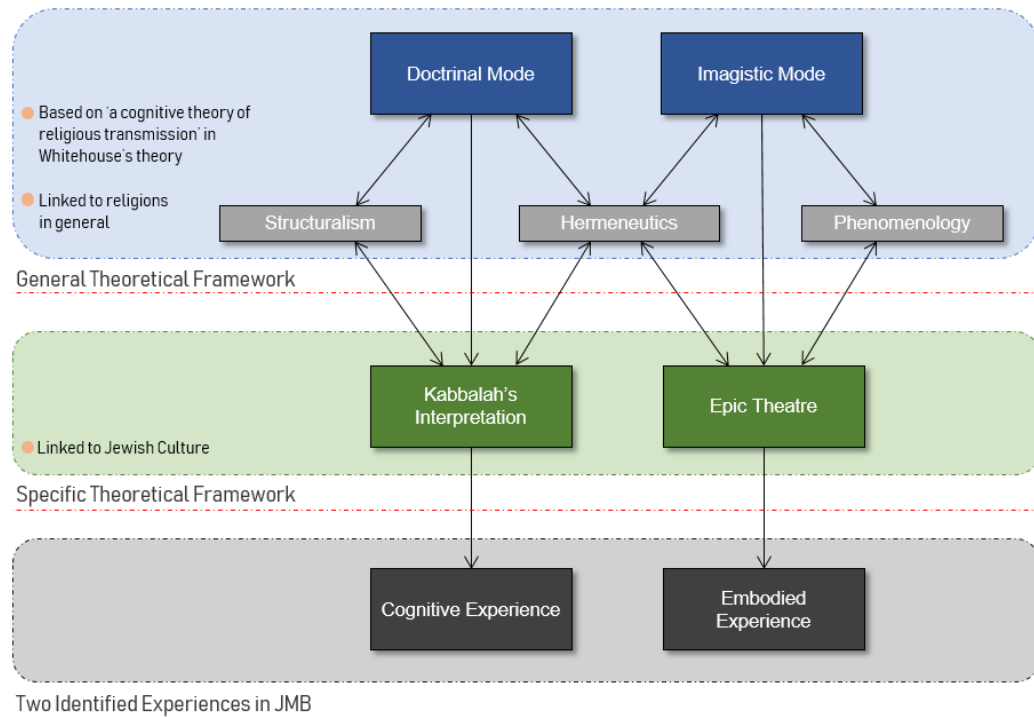 Doctrinal Mode
Imagistic Mode
Based on 'a cognitive theory of
religious transmission' in
Whitehouse's theory
Linked to religions
in general
Structuralism
Hermeneutics
Phenomenology
General Theoretical Framework
Kabbalah's
Interpretation
Epic Theatre
Linked to Jewish Culture
Specific Theoretical Framework
Cognitive Experience
Embodied
Experience
Two Identified Experiences in JMB